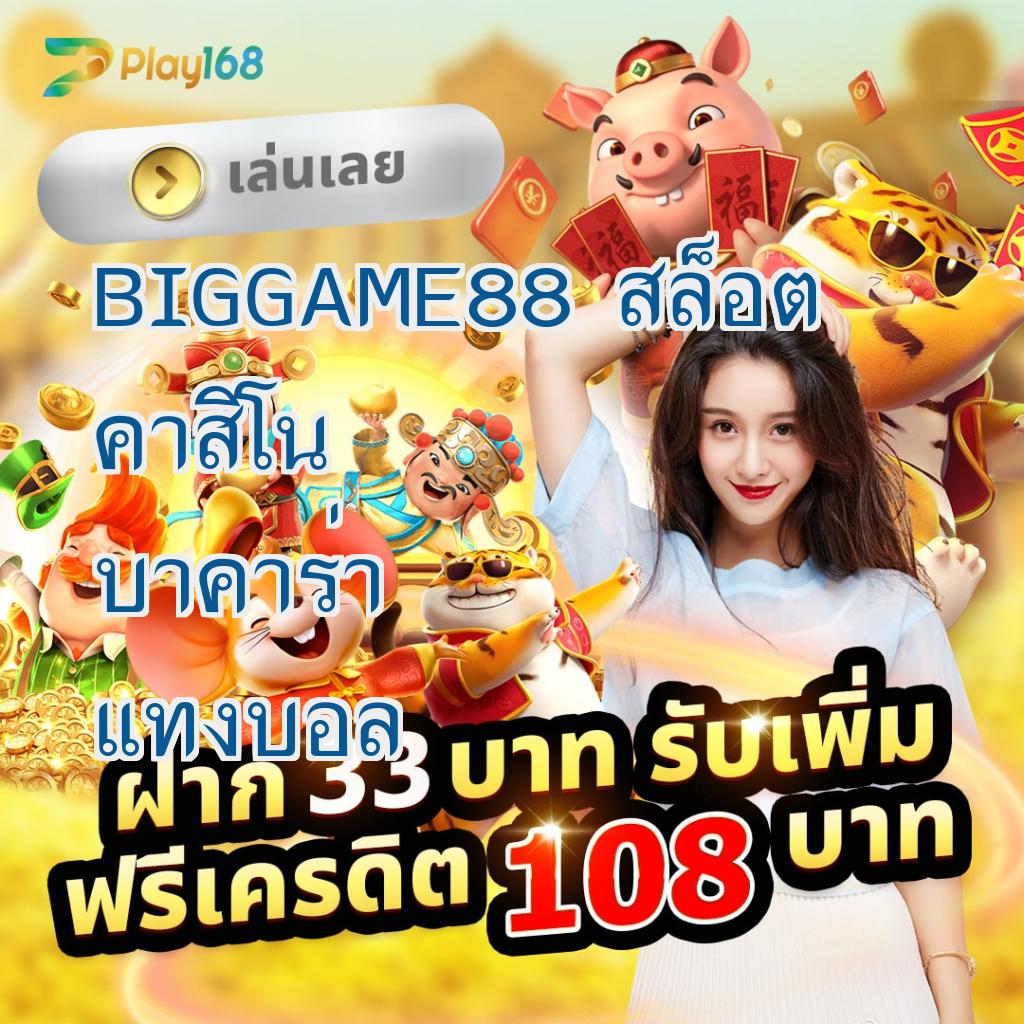 Play168
เล่นเลย
BIGGAME88 สล็อต
คาสิโน
บาคาร่า
แทงบอล
ฝาก 33 บาท รับเพิ่ม
ฟรีเครดิต 108 บาท
福 福